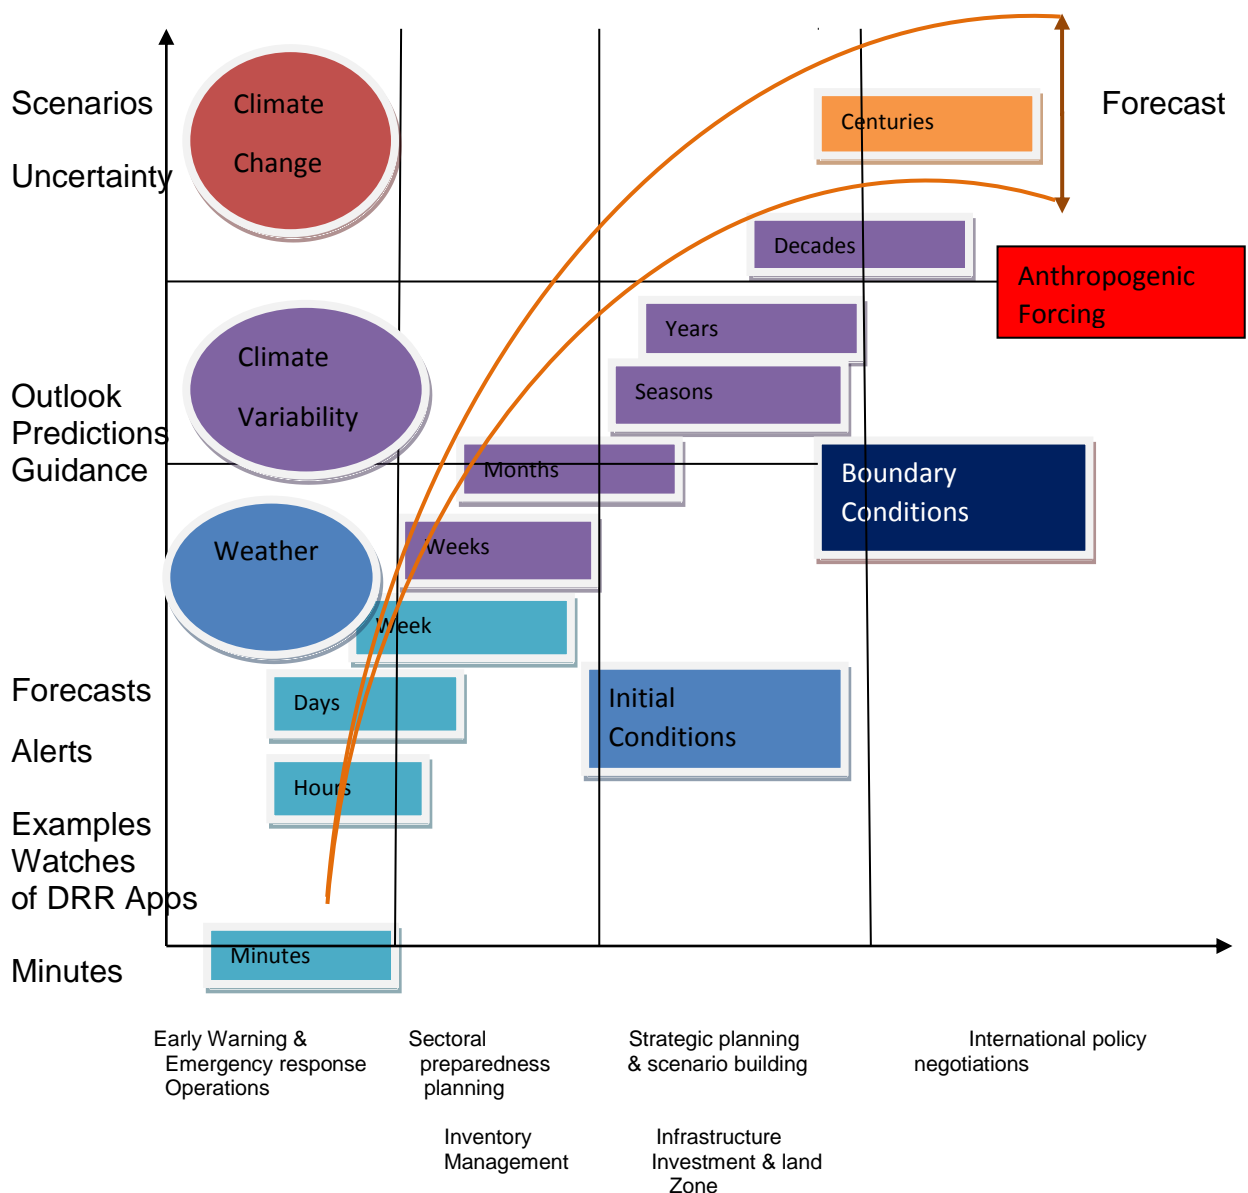 Scenarios
Uncertainty
Climate
Change
Centuries
Forecast
Decades
Anthropogenic
Forcing
Years
Climate
Variability
Seasons
Outlook
Predictions
Guidance
Months
Boundary
Conditions
Weather
Weeks
Week
Forecasts
Days
Initial
Conditions
Alerts
Hours
Examples
Watches
of DRR Apps
Minutes
Minutes
Early Warning &
Emergency response
Operations
Sectoral
preparedness
planning
Strategic planning
& scenario building
International policy
negotiations
Inventory
Management
Infrastructure
Investment & land
Zone